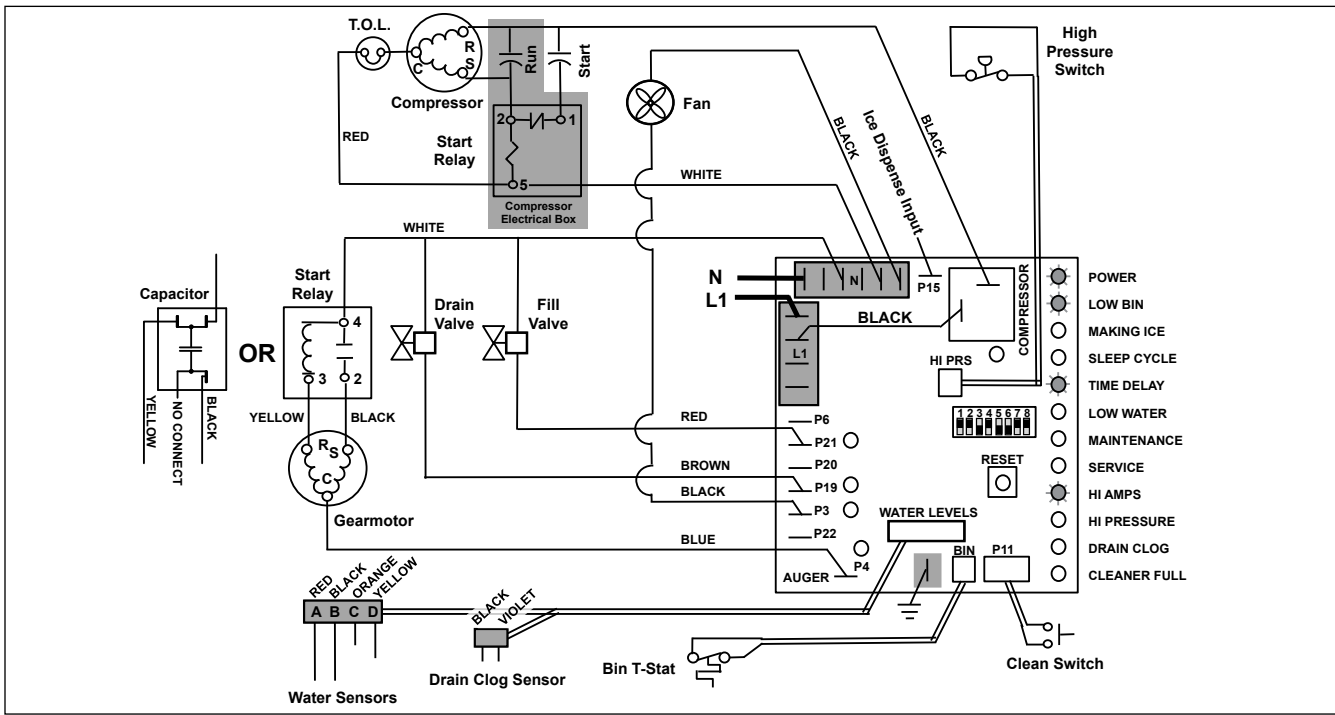 T.O.L.
R
S
C
Compressor
Run
Start
2
1
5
Start
Relay
Compressor
Electrical Box
RED
WHITE
Fan
BLACK
Ice Dispense Input
BLACK
High
Pressure
Switch
WHITE
Capacitor
YELLOW
NO CONNECT
BLACK
OR
Start
Relay
4
3
2
YELLOW
BLACK
R
S
C
Gearmotor
Drain
Valve
Fill
Valve
N
L1
N
L1
BLACK
P15
COMPRESSOR
HI PRS
1 2 3 4 5 6 7 8
RESET
RED
BROWN
BLACK
BLUE
P6
P21
P20
P19
P3
P22
P4
AUGER
WATER LEVELS
BIN
P11
POWER
LOW BIN
MAKING ICE
SLEEP CYCLE
TIME DELAY
LOW WATER
MAINTENANCE
SERVICE
HI AMPS
HI PRESSURE
DRAIN CLOG
CLEANER FULL
RED
BLACK
ORANGE
YELLOW
A B C D
Water Sensors
BLACK
VIOLET
Drain Clog Sensor
Bin T-Stat
Clean Switch